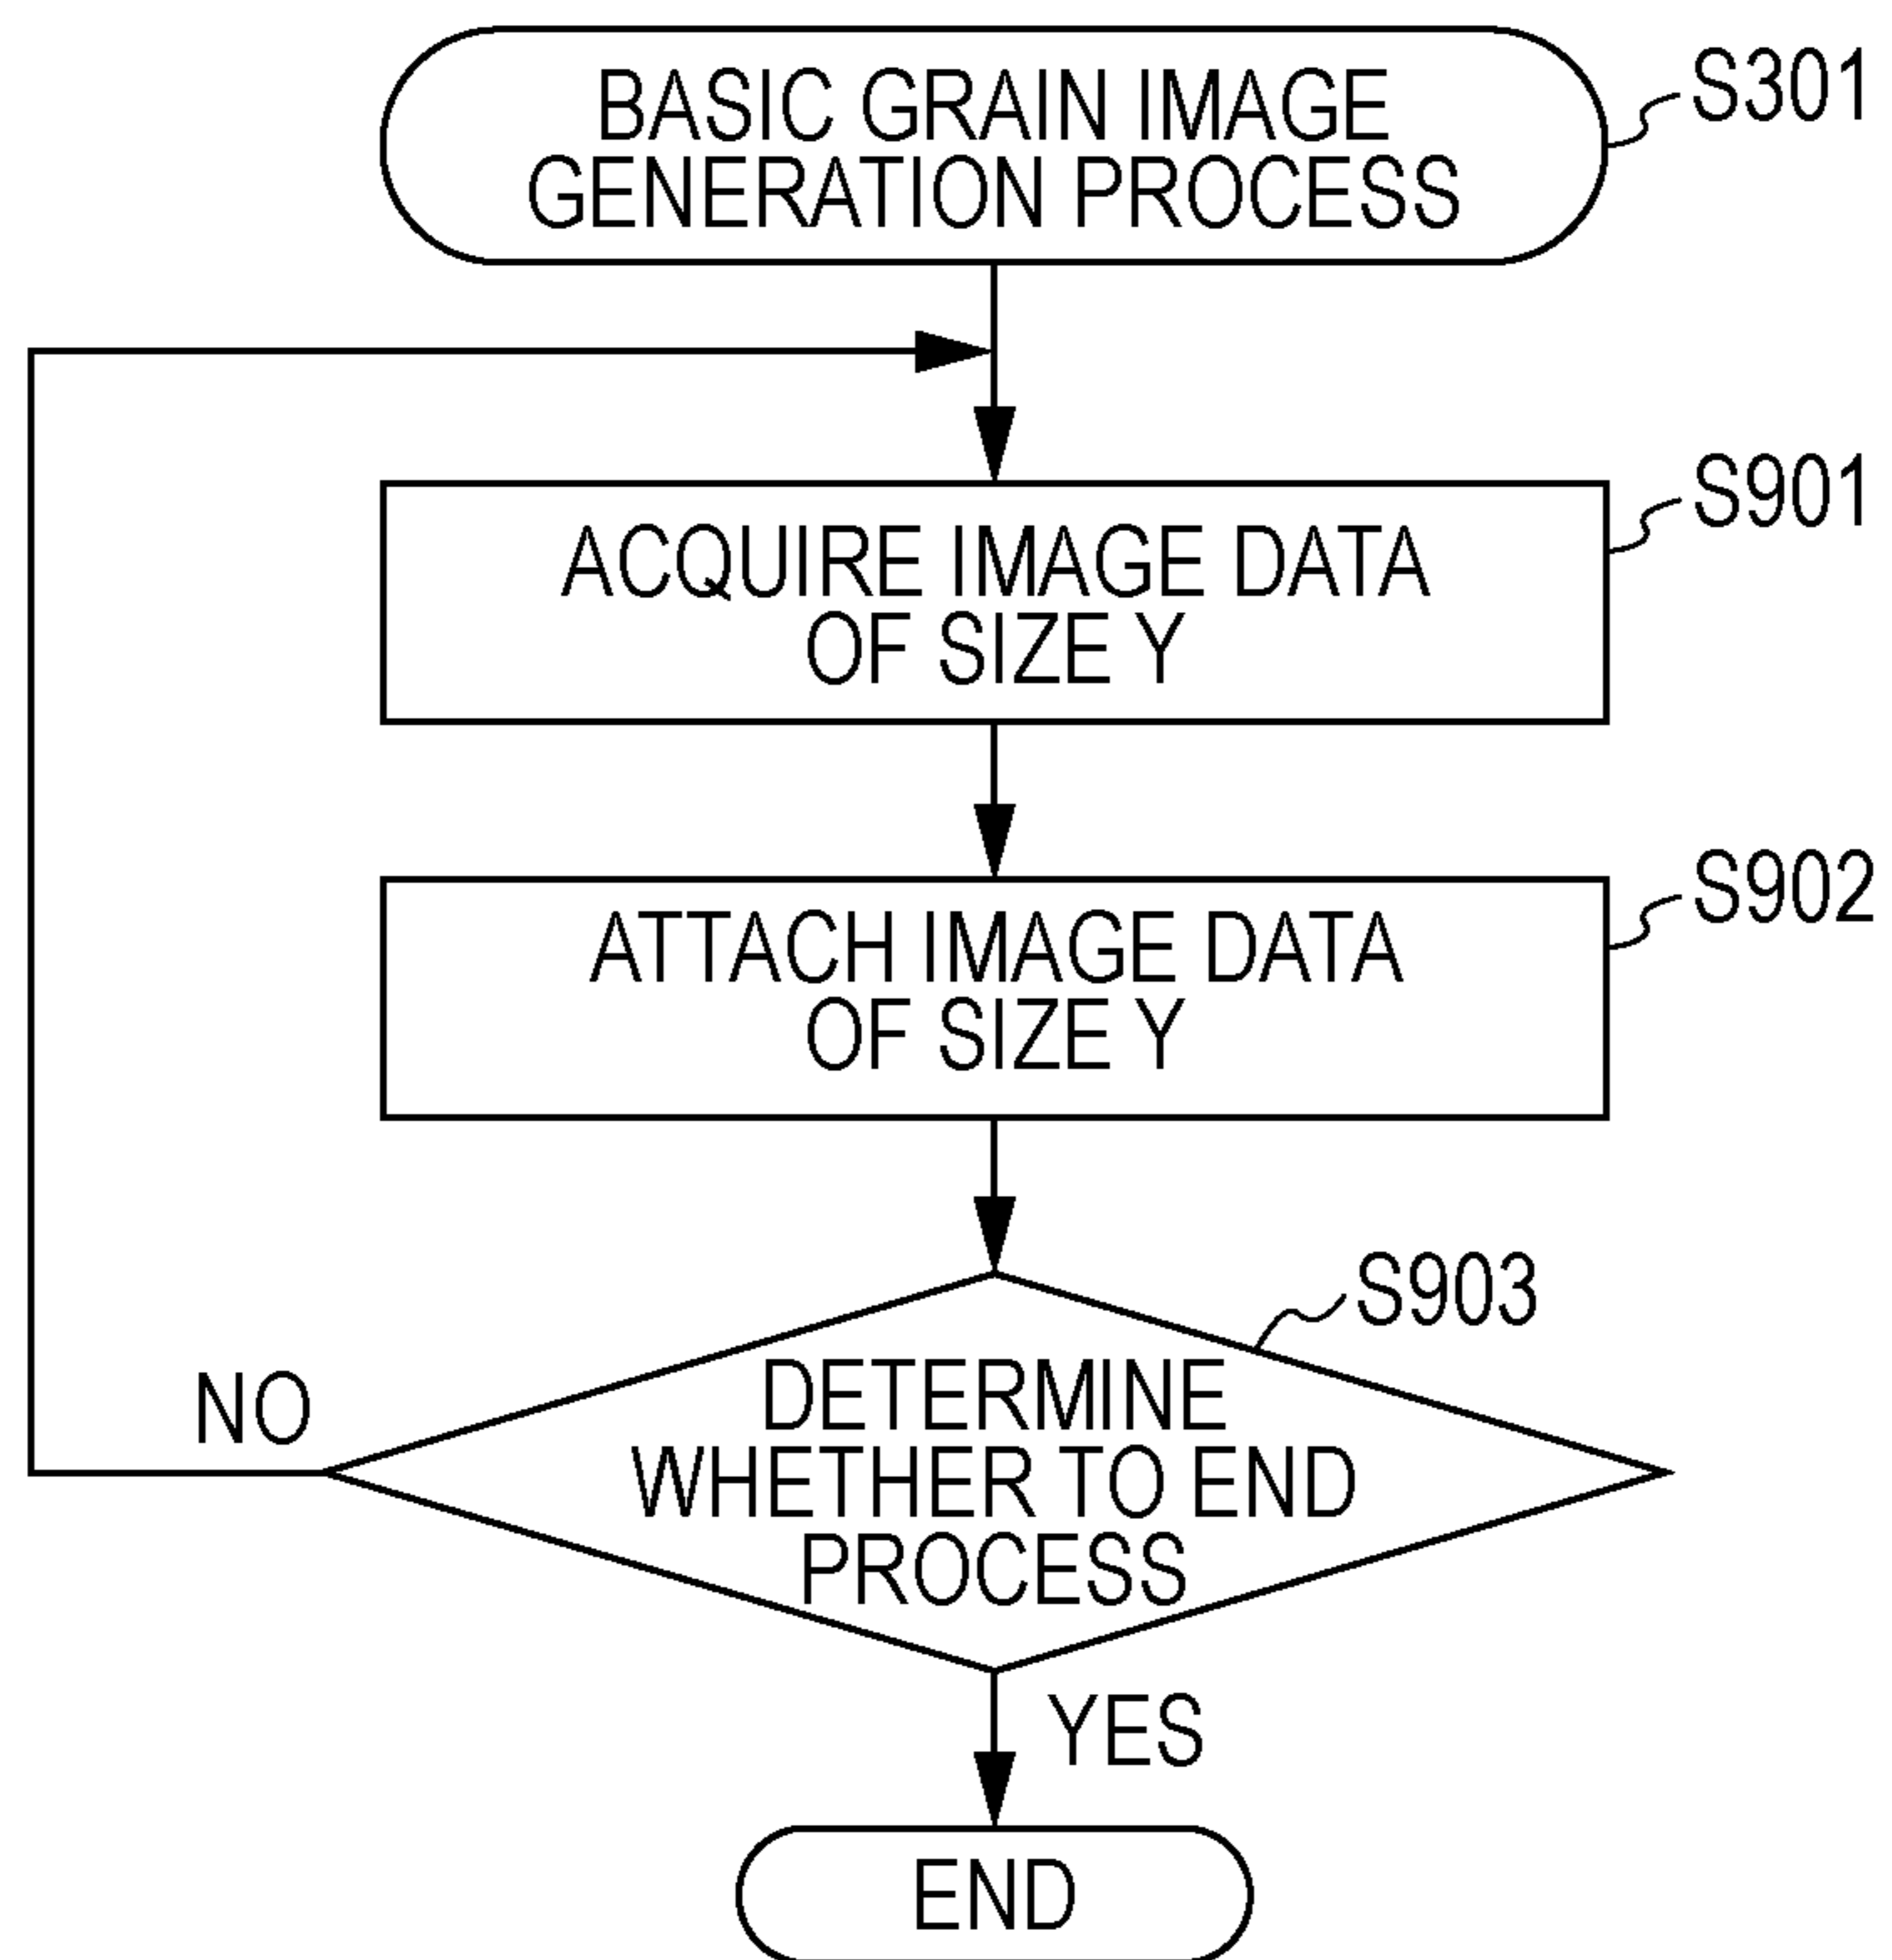 BASIC GRAIN IMAGE
GENERATION PROCESS
S301
ACQUIRE IMAGE DATA
OF SIZE Y
S901
ATTACH IMAGE DATA
OF SIZE Y
S902
S903
DETERMINE
WHETHER TO END
PROCESS
NO
YES
END